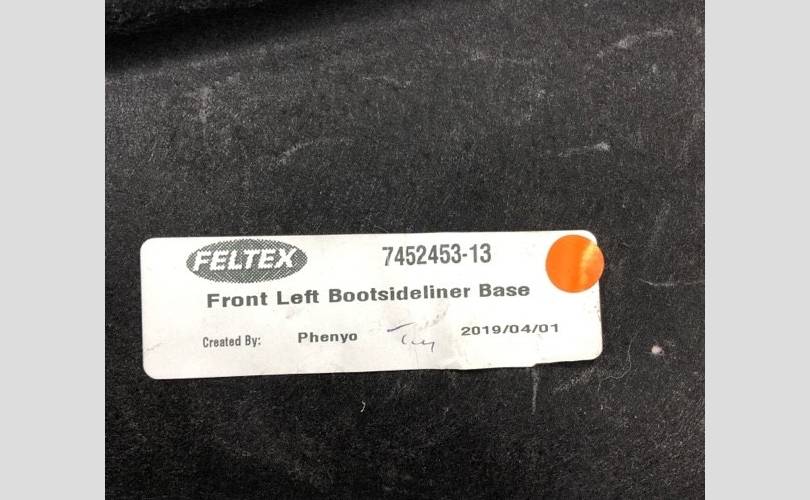 FELTEX 7452453-13
Front Left Bootsideliner Base
Created By: Phenyo 2019/04/01